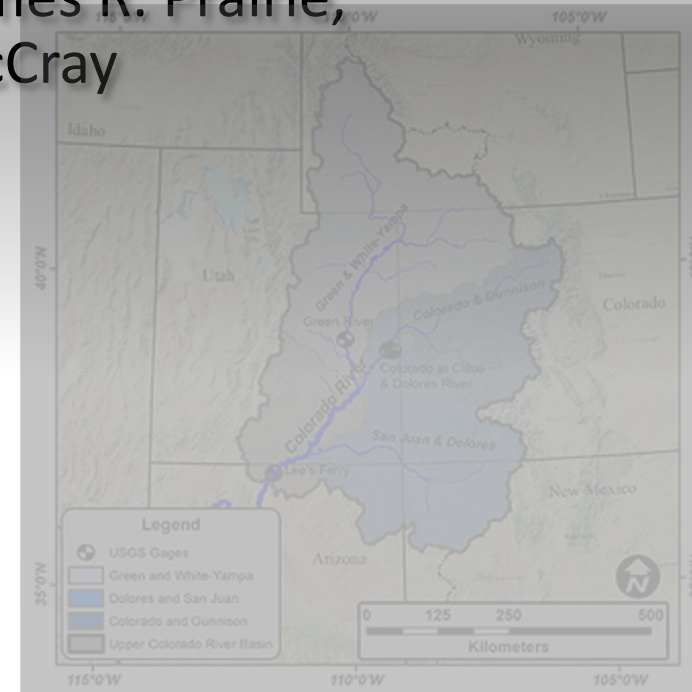 R. Prairie,
cCray
110°0'W
105°0'W
Wyoming
Idaho
40°0'N
Utah
Green & White-Yampa
Colorado & Gunnison
Colorado
Green River
Colorado at Cisco
& Dolores River
Colorado River
San Juan & Dolores
Lee's Ferry
New Mexico
Arizona
35°0'N
Legend
USGS Gages
Green and White-Yampa
Dolores and San Juan
Colorado and Gunnison
Upper Colorado River Basin
N
0 125 250 500
Kilometers
115°0'W
110°0'W
105°0'W